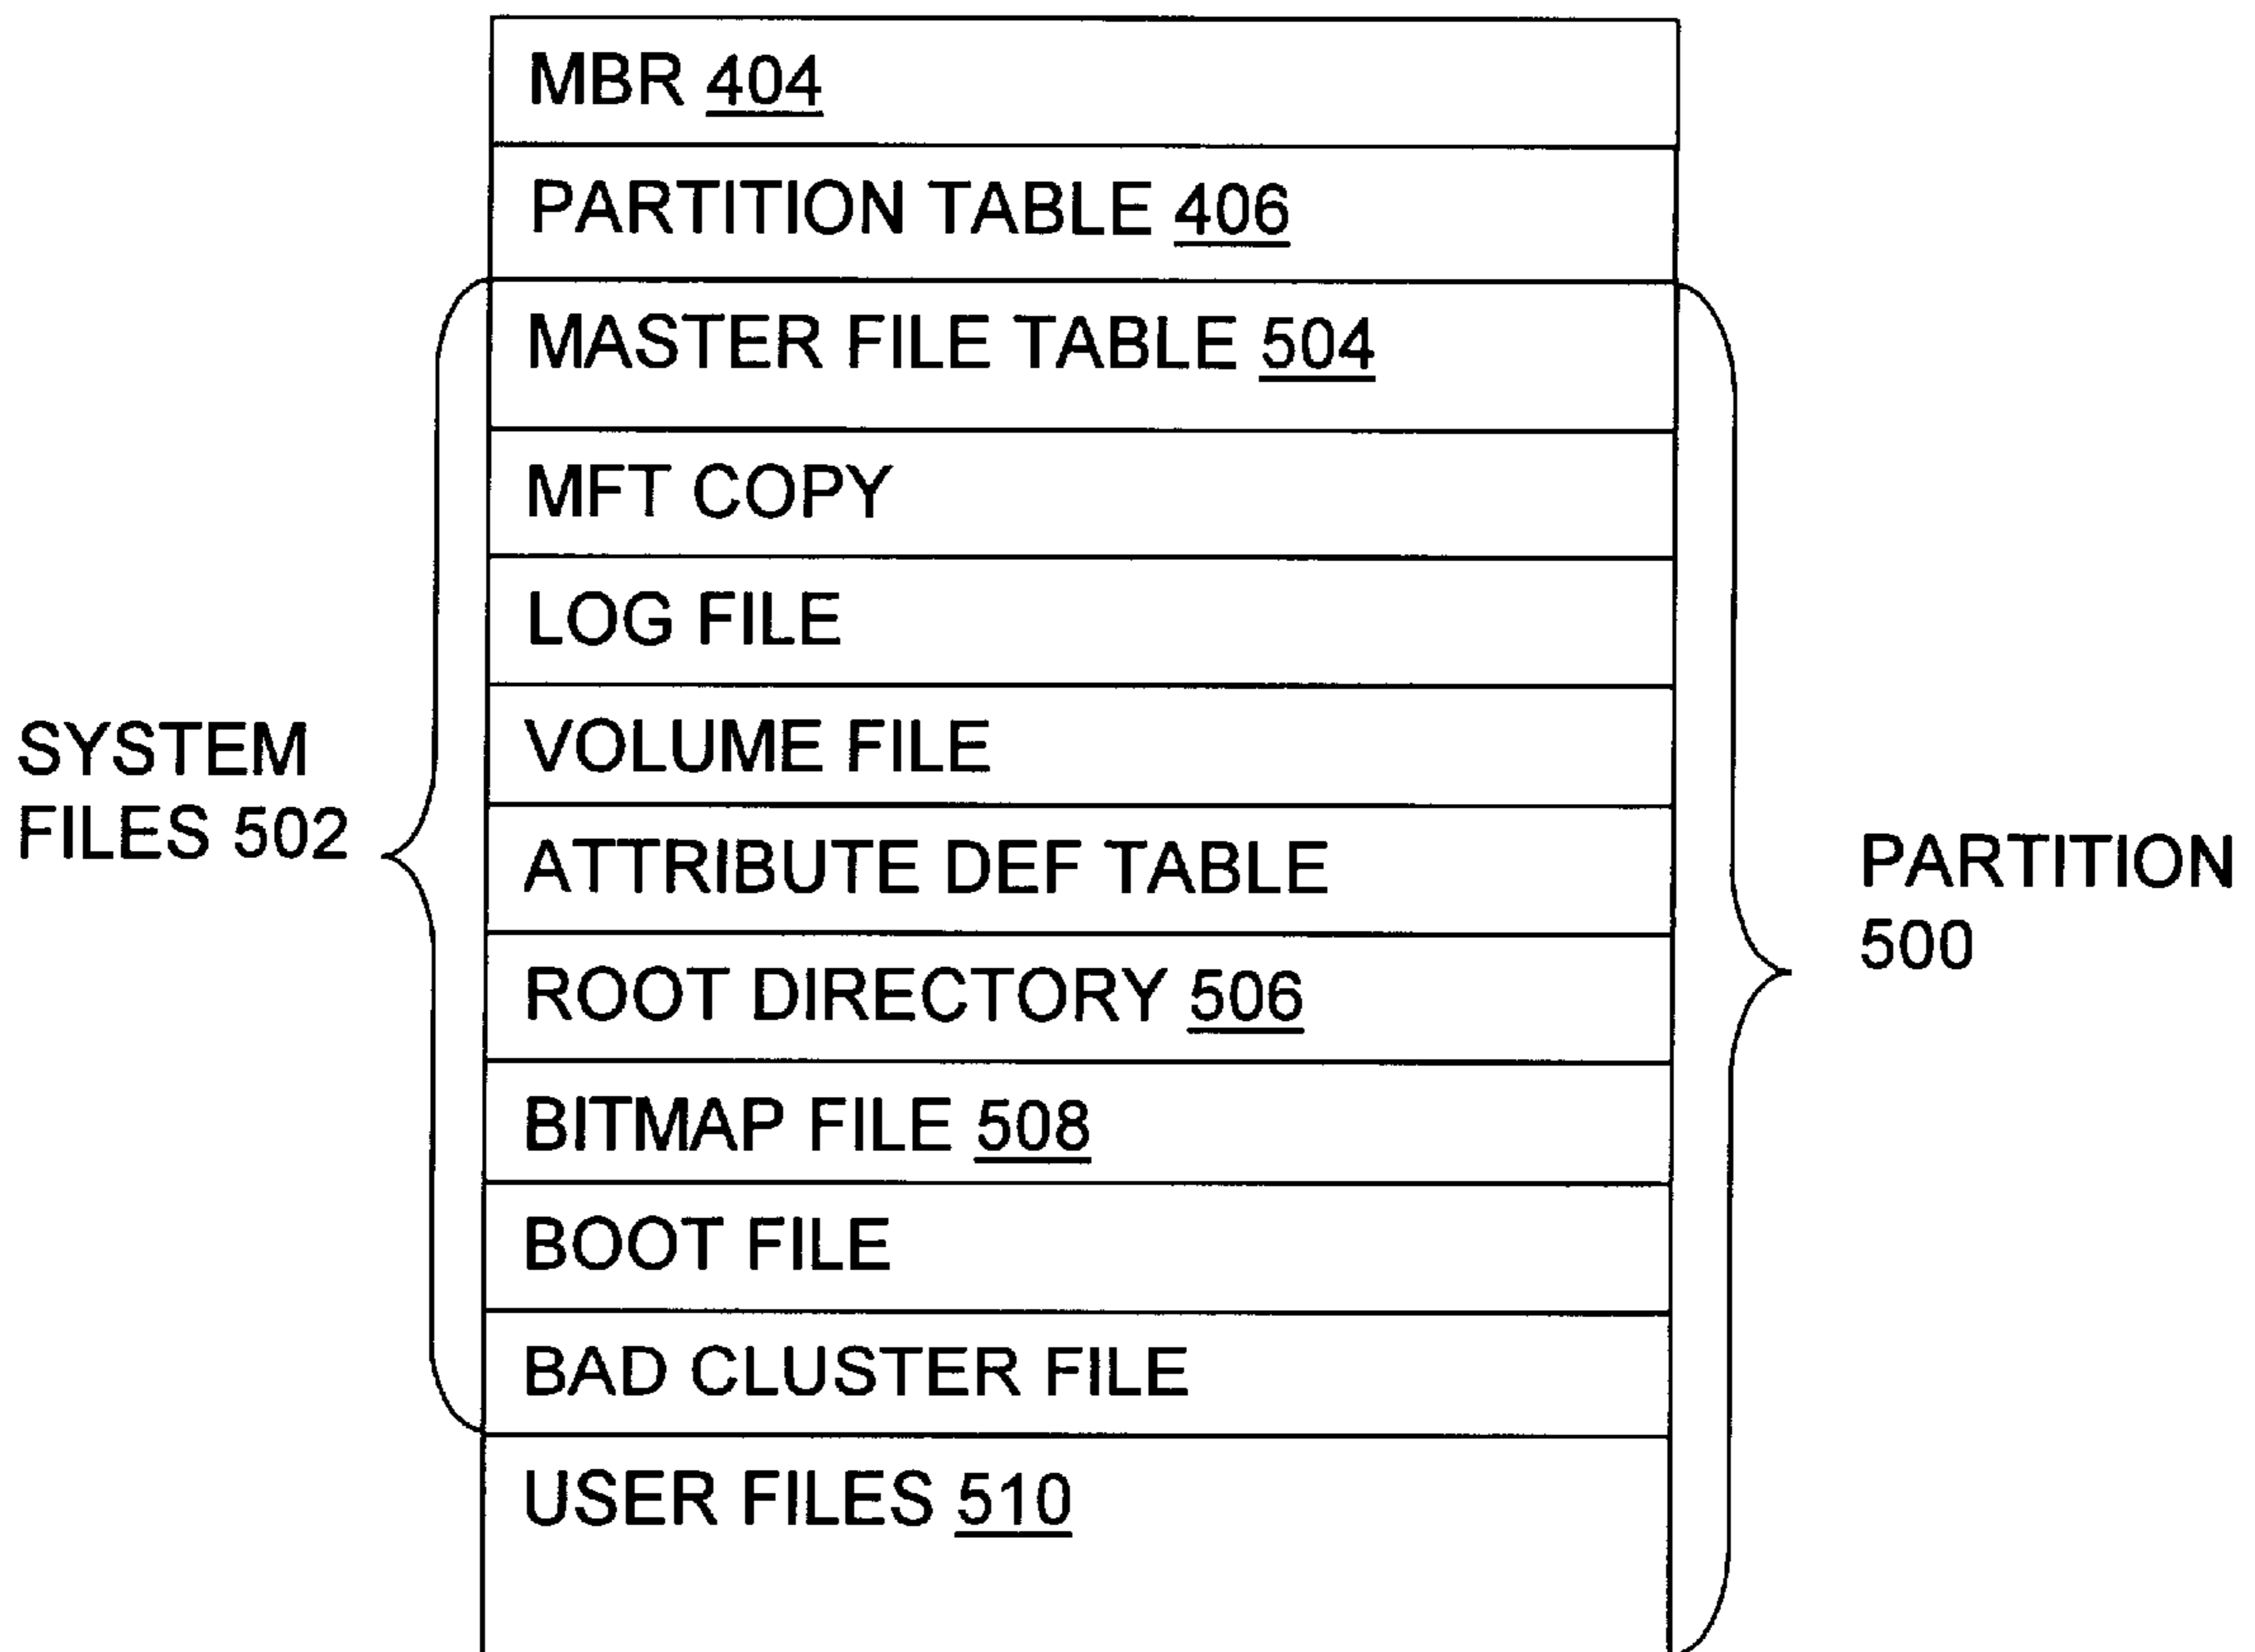 MBR 404
PARTITION TABLE 406
MASTER FILE TABLE 504
MFT COPY
LOG FILE
VOLUME FILE
ATTRIBUTE DEF TABLE
ROOT DIRECTORY 506
BITMAP FILE 508
BOOT FILE
BAD CLUSTER FILE
USER FILES 510
SYSTEM
FILES 502
PARTITION
500